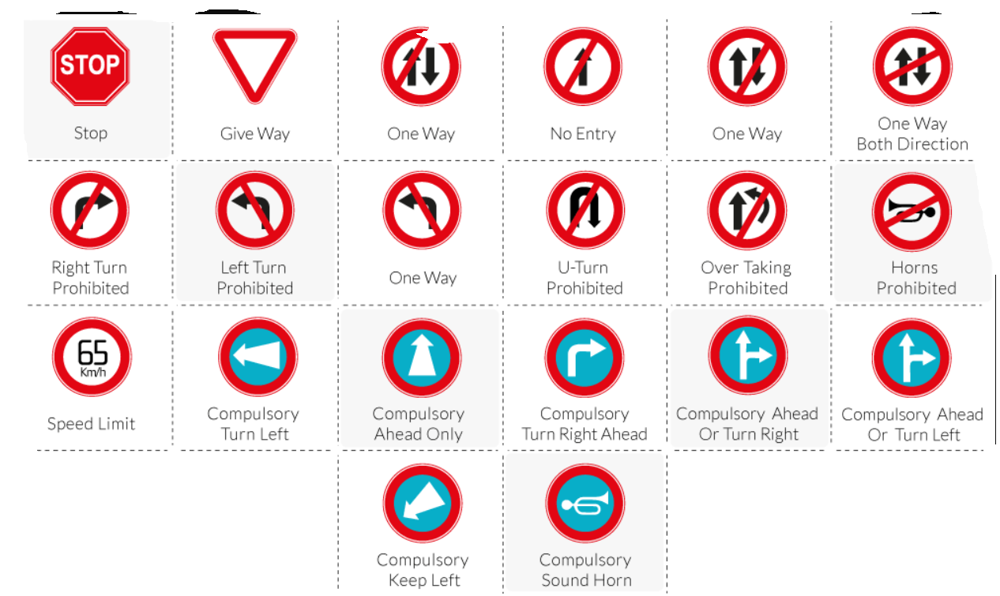 STOP
Stop
Give Way
One Way
No Entry
One Way
One Way
Both Direction
Right Turn
Prohibited
Left Turn
Prohibited
One Way
U-Turn
Prohibited
Over Taking
Prohibited
Horns
Prohibited
65
Km/h
Speed Limit
Compulsory
Turn Left
Compulsory
Ahead Only
Compulsory
Turn Right Ahead
Compulsory Ahead
Or Turn Right
Compulsory Ahead
Or Turn Left
Compulsory
Keep Left
Compulsory
Sound Horn